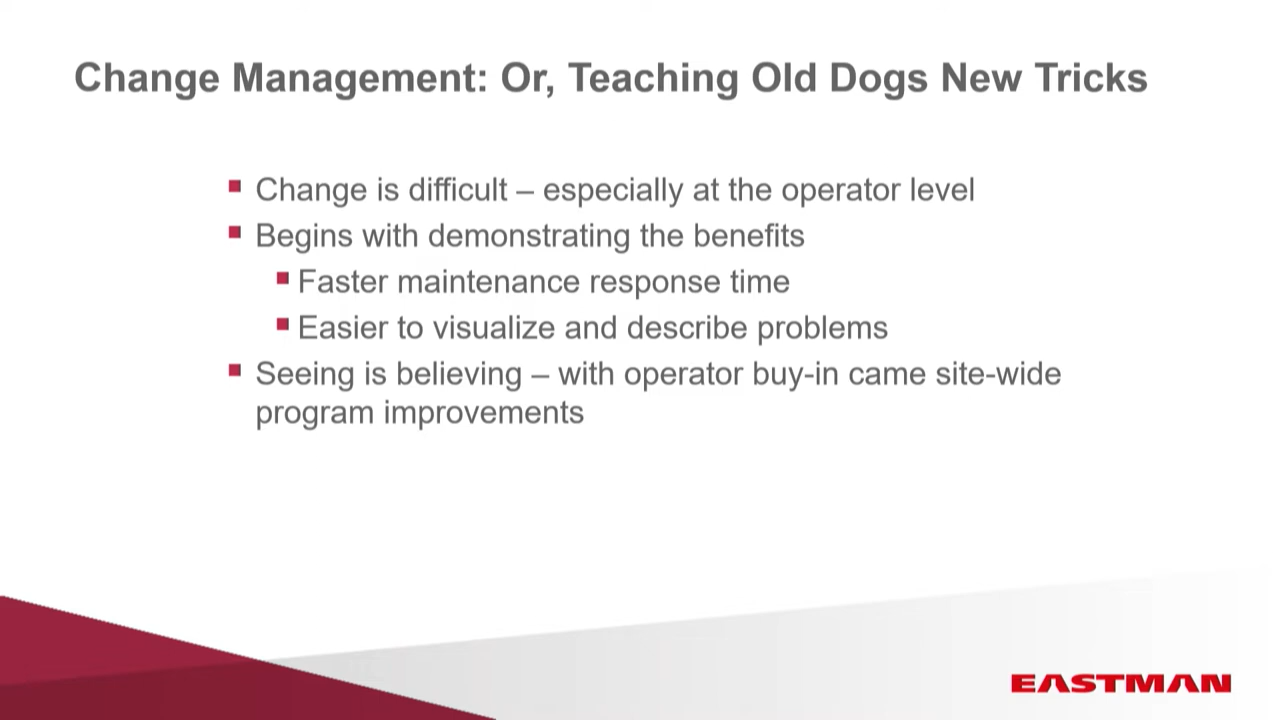 Change Management: Or, Teaching Old Dogs New Tricks
Change is difficult – especially at the operator level
Begins with demonstrating the benefits
Faster maintenance response time
Easier to visualize and describe problems
Seeing is believing – with operator buy-in came site-wide
program improvements
EASTMAN